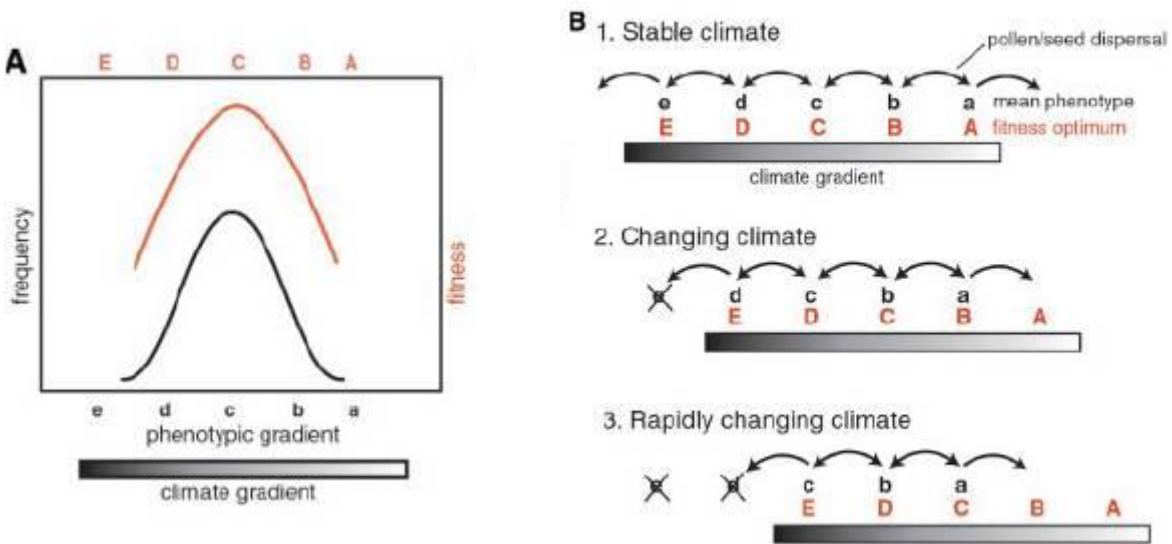 A
E D C B A
frequency
fitness
e d c b a
phenotypic gradient
climate gradient
B
1. Stable climate
pollen/seed dispersal
e d c b a mean phenotype
E D C B A fitness optimum
climate gradient
2. Changing climate
e d c b a
E D C B A
3. Rapidly changing climate
e d c b a
E D C B A